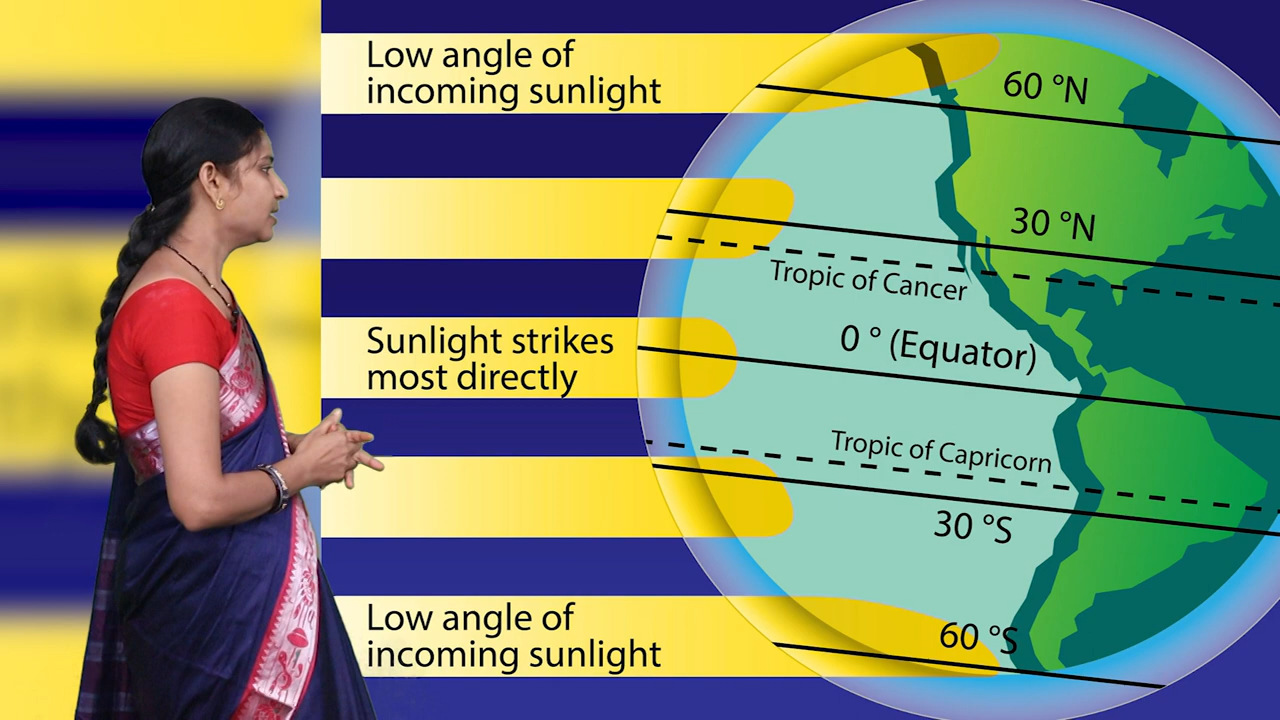 Low angle of
incoming sunlight
60 °N
30 °N
Tropic of Cancer
0 ° (Equator)
Sunlight strikes
most directly
Tropic of Capricorn
30 °S
Low angle of
incoming sunlight
60 °S